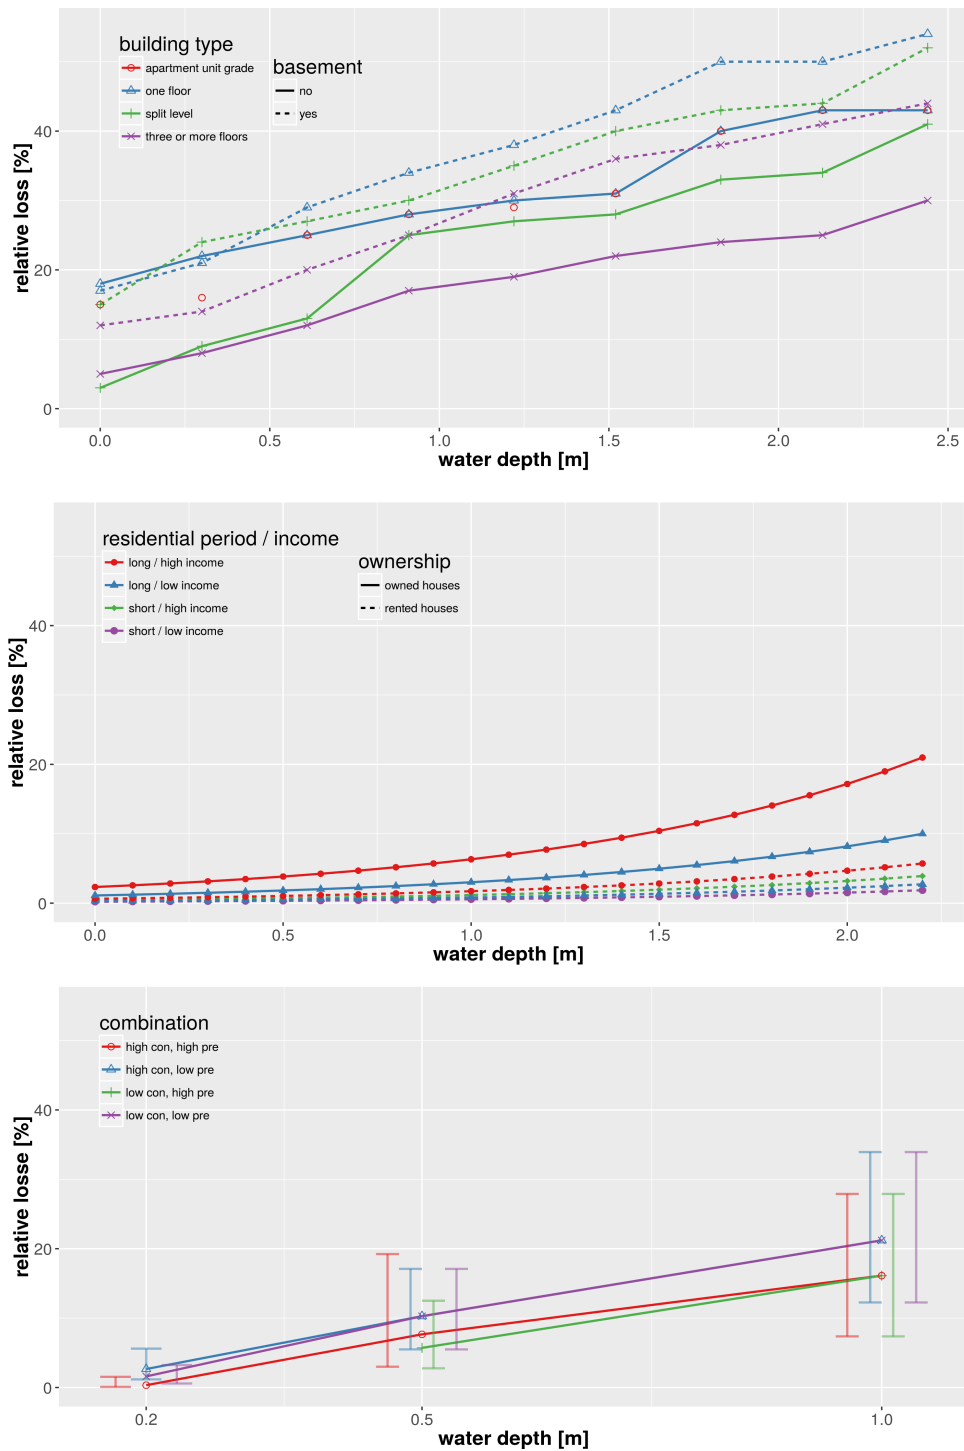 building type
apartment unit grade
one floor
split level
three or more floors
basement
no
yes
relative loss [%]
40
20
0
0.0 0.5 1.0 1.5 2.0 2.5
water depth [m]
residential period / income
long / high income
long / low income
short / high income
short / low income
ownership
owned houses
rented houses
relative loss [%]
40
20
0
0.0 0.5 1.0 1.5 2.0
water depth [m]
combination
high con, high pre
high con, low pre
low con, high pre
low con, low pre
relative losse [%]
40
20
0
0.2 0.5 1.0
water depth [m]